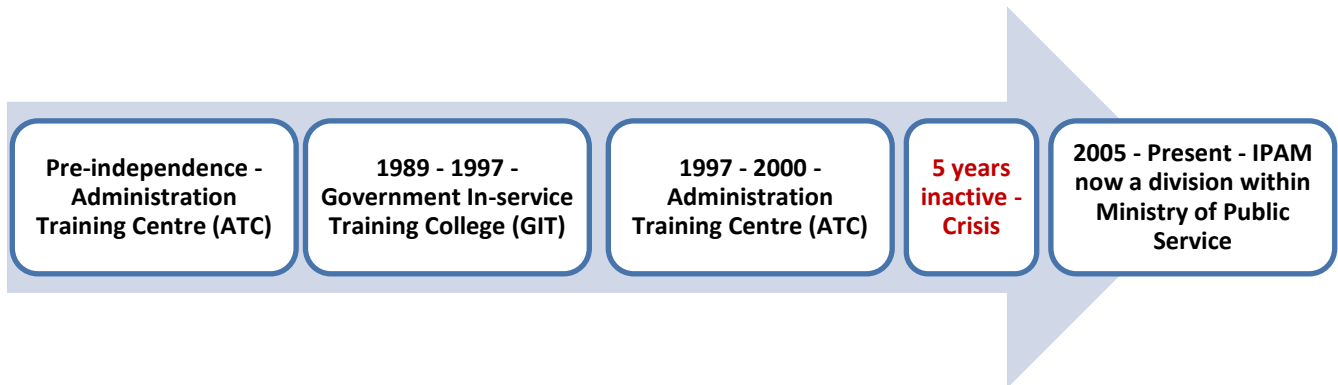 Pre-independence -
Administration
Training Centre (ATC)
1989 - 1997 -
Government In-service
Training College (GIT)
1997 - 2000 -
Administration
Training Centre (ATC)
5 years
inactive -
Crisis
2005 - Present - IPAM
now a division within
Ministry of Public
Service